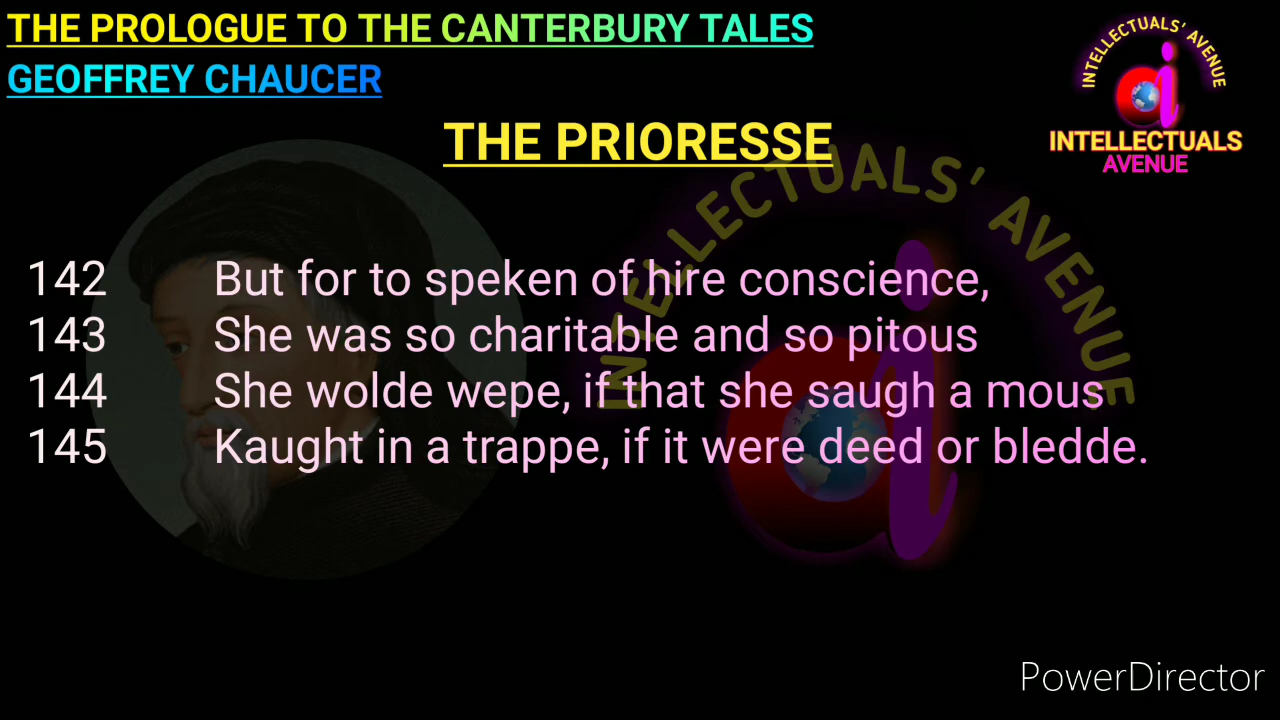 THE PROLOGUE TO THE CANTERBURY TALES
GEOFFREY CHAUCER
INTELLECTUALS' AVENUE
INTELLECTUALS
AVENUE
THE PRIORESSE
INTELLECTUALS' AVENUE
142 But for to speken of hire conscience,
143 She was so charitable and so pitous
144 She wolde wepe, if that she saugh a mous
145 Kaught in a trappe, if it were deed or bledde.
PowerDirector